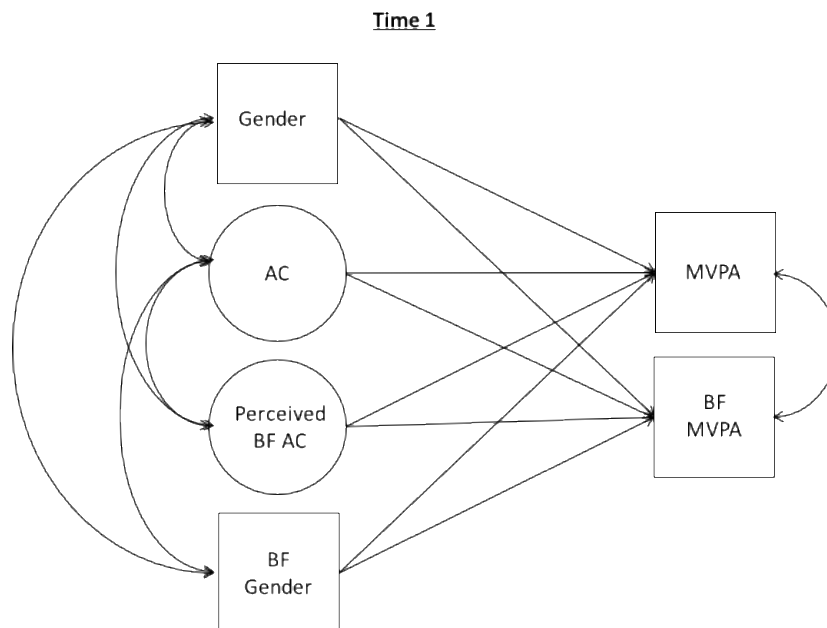 Time 1
Gender
AC
MVPA
Perceived
BF AC
BF
MVPA
BF
Gender